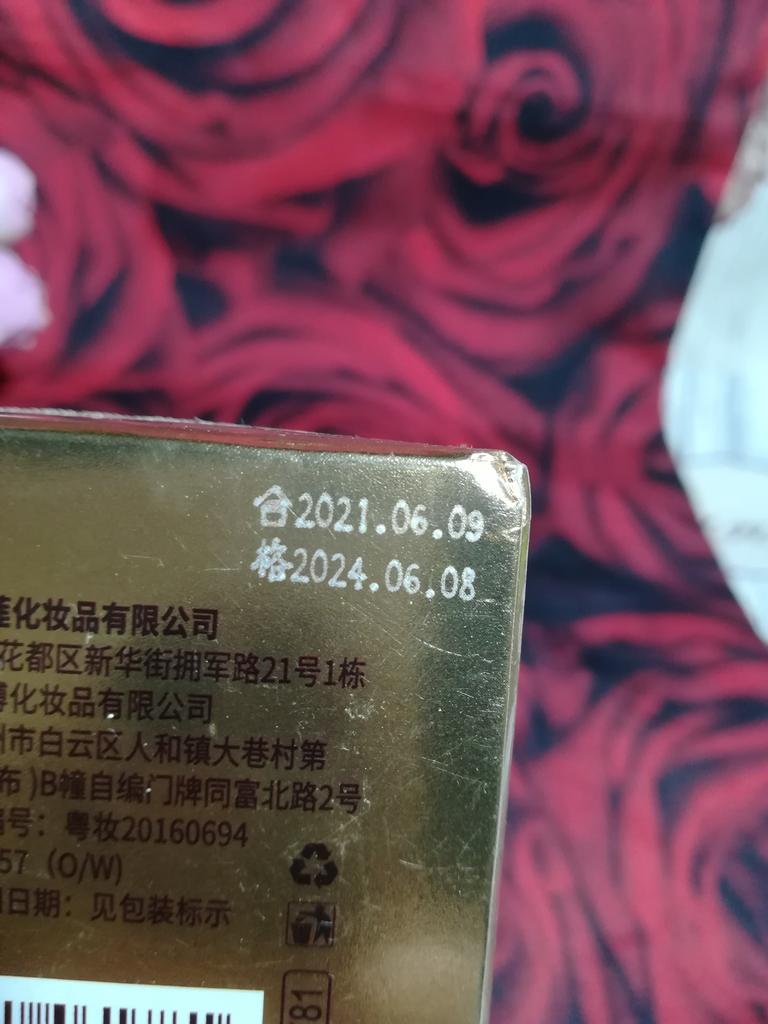 合2021.06.09
格2024.06.08
化妆品有限公司
花都区新华街拥军路21号1栋
化妆品有限公司
州市白云区人和镇大巷村第
布)B幢自编门牌同富北路2号
编号：粤妆20160694
57（O/W)
日期：见包装标示
81